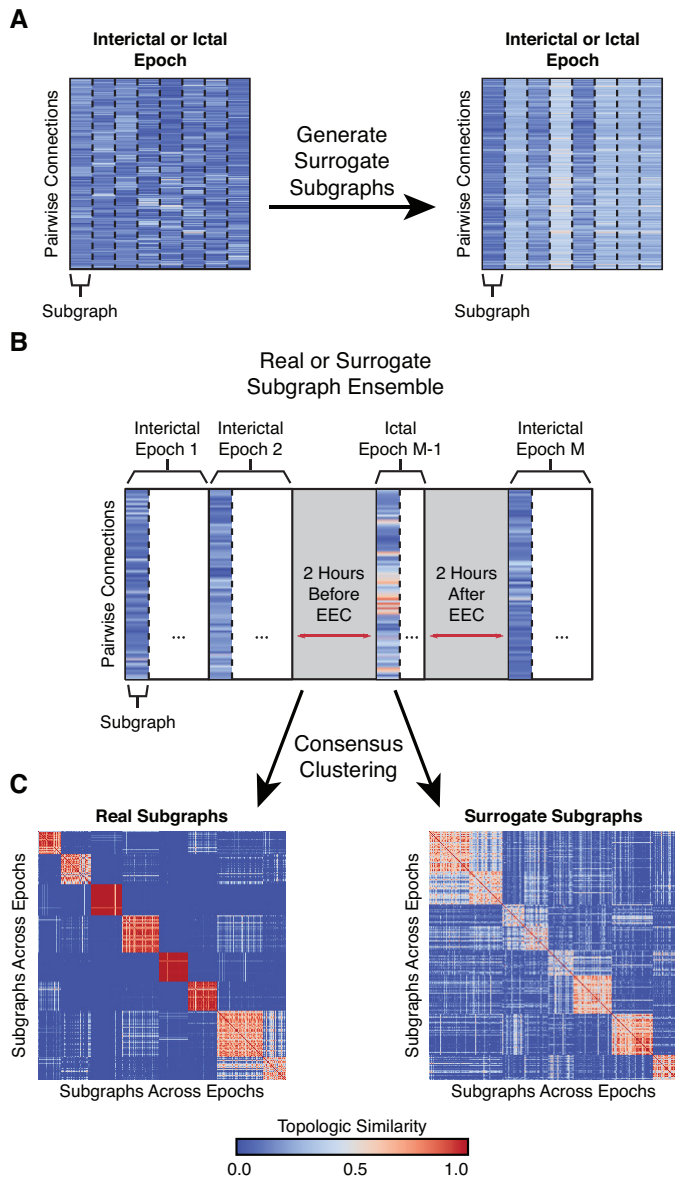 A
Interictal or Ictal
Epoch
Pairwise Connections
Subgraph
Generate
Surrogate
Subgraphs
Interictal or Ictal
Epoch
Pairwise Connections
Subgraph
B
Real or Surrogate
Subgraph Ensemble
Interictal
Epoch 1
Interictal
Epoch 2
Ictal
Epoch M-1
Interictal
Epoch M
Pairwise Connections
...
...
2 Hours
Before
EEC
...
2 Hours
After
EEC
...
Subgraph
Consensus
Clustering
C
Real Subgraphs
Subgraphs Across Epochs
Subgraphs Across Epochs
Surrogate Subgraphs
Subgraphs Across Epochs
Subgraphs Across Epochs
Topologic Similarity
0.0 0.5 1.0